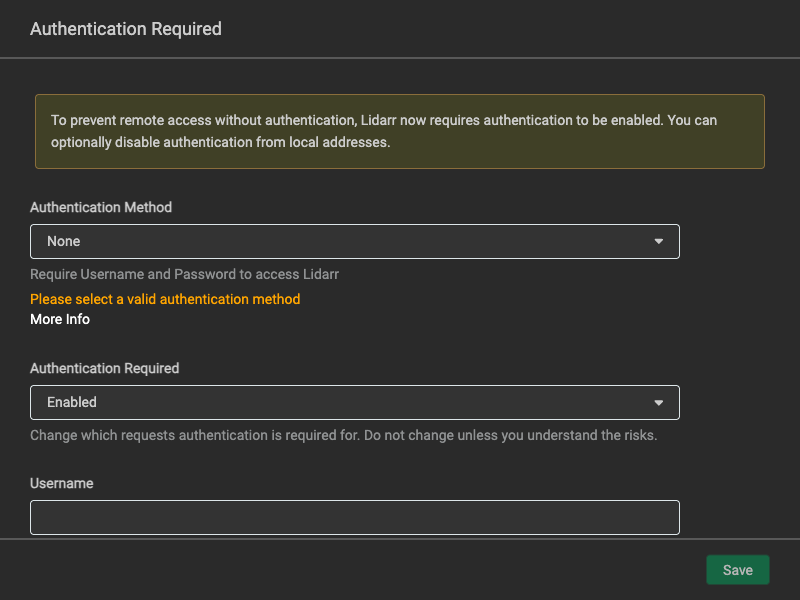 Authentication Required
To prevent remote access without authentication, Lidarr now requires authentication to be enabled. You can
optionally disable authentication from local addresses.
Authentication Method
None
Require Username and Password to access Lidarr
Please select a valid authentication method
More Info
Authentication Required
Enabled
Change which requests authentication is required for. Do not change unless you understand the risks.
Username
Save